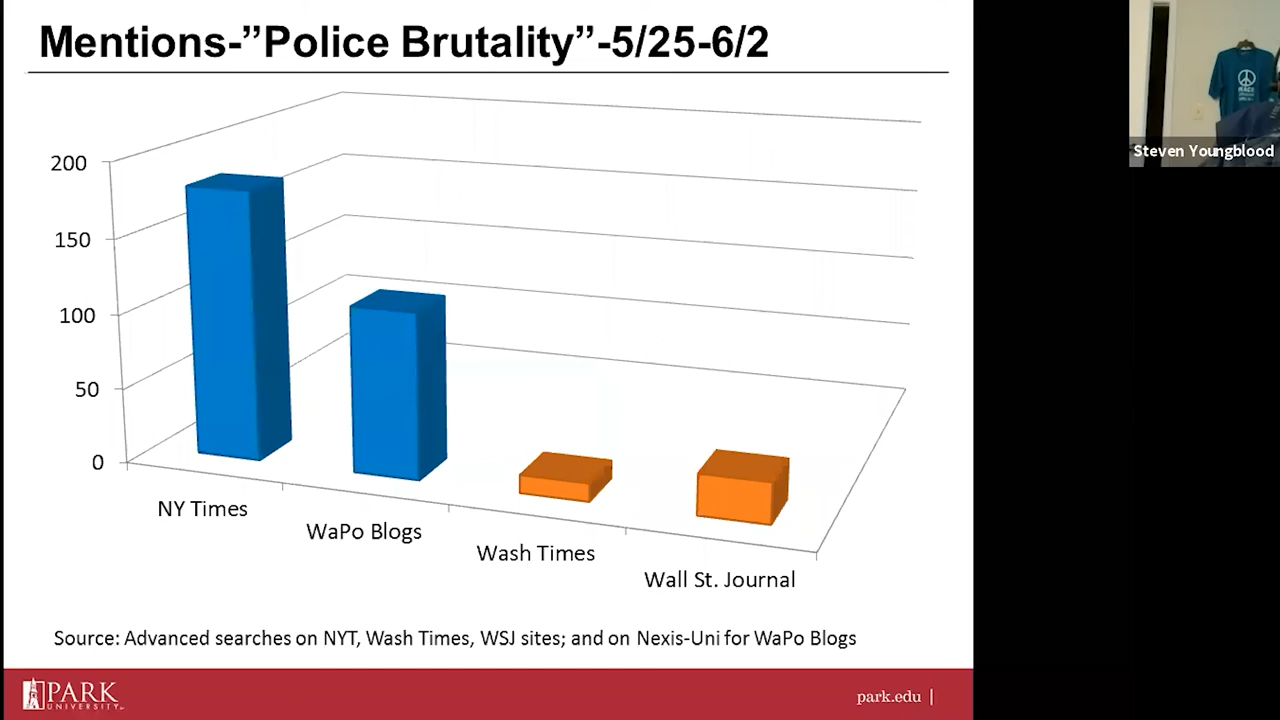 Mentions-”Police Brutality”-5/25-6/2
Steven Youngblood
200
150
100
50
0
NY Times
WaPo Blogs
Wash Times
Wall St. Journal
Source: Advanced searches on NYT, Wash Times, WSJ sites; and on Nexis-Uni for WaPo Blogs
PARK
UNIVERSITY
park.edu |